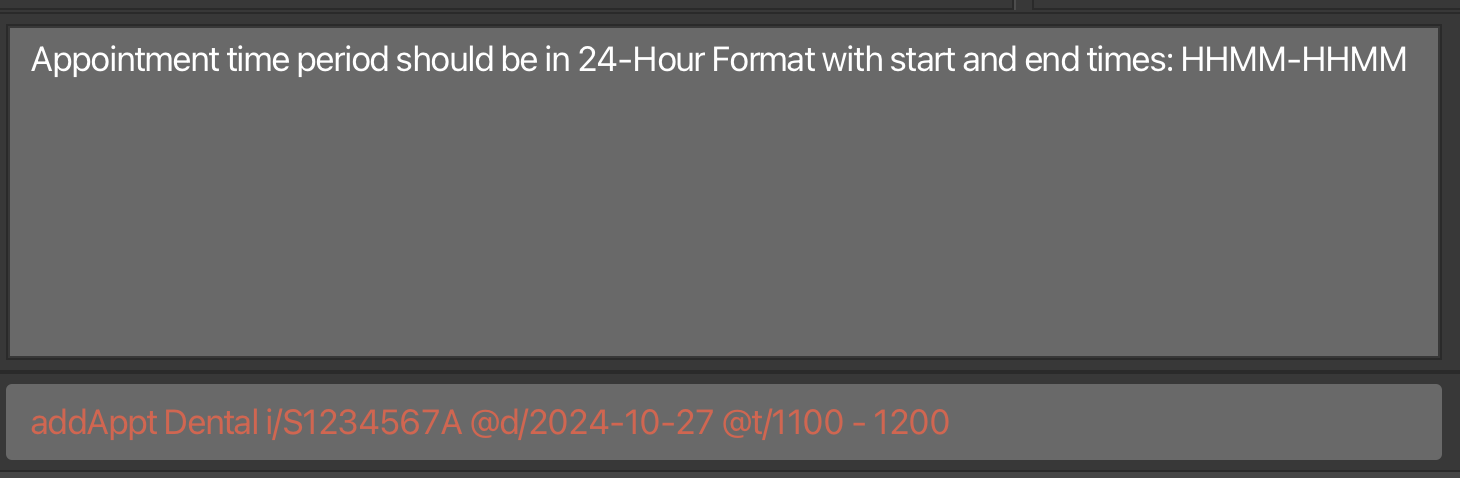 Appointment time period should be in 24-Hour Format with start and end times: HHMM-HHMM
addAppt Dental i/S1234567A @d/2024-10-27 @t/1100 - 1200